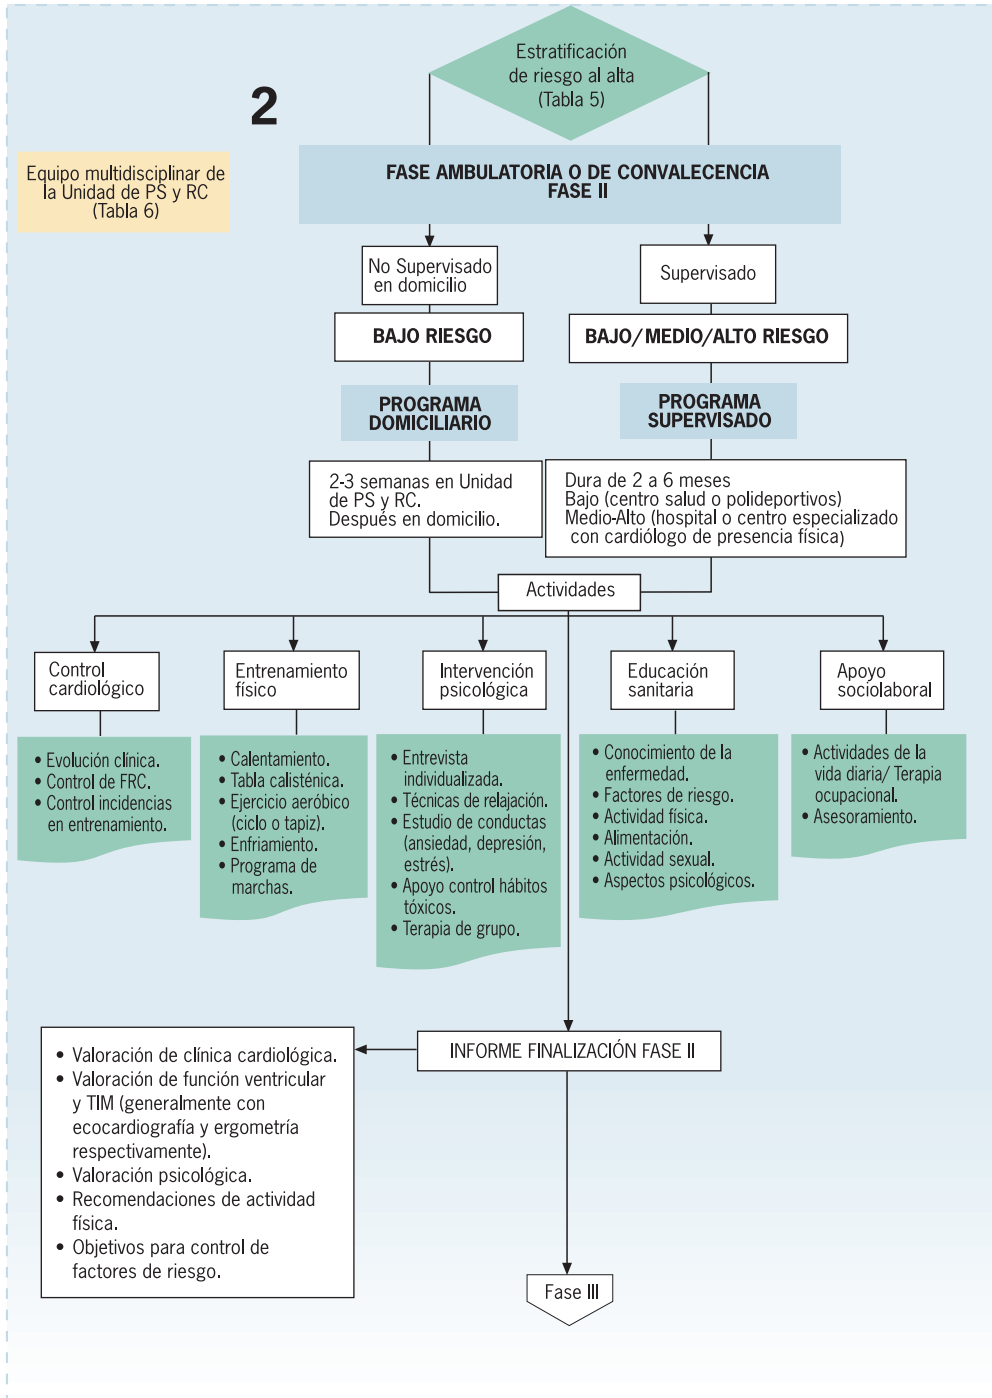 Estratificación
de riesgo al alta
(Tabla 5)
2
Equipo multidisciplinar de
la Unidad de PS y RC
(Tabla 6)
FASE AMBULATORIA O DE CONVALECENCIA
FASE II
No Supervisado
en domicilio
Supervisado
BAJO RIESGO
BAJO/MEDIO/ALTO RIESGO
PROGRAMA
DOMICILIARIO
PROGRAMA
SUPERVISADO
2-3 semanas en Unidad
de PS y RC.
Después en domicilio.
Dura de 2 a 6 meses
Bajo (centro salud o polideportivos)
Medio-Alto (hospital o centro especializado
con cardiólogo de presencia física)
Actividades
Control
cardiológico
Entrenamiento
físico
Intervención
psicológica
Educación
sanitaria
Apoyo
sociolaboral
• Evolución clínica.
• Control de FRC.
• Control incidencias
en entrenamiento.
• Calentamiento.
• Tabla calisténica.
• Ejercicio aeróbico
(ciclo o tapiz).
• Enfriamiento.
• Programa de
marchas.
• Entrevista
individualizada.
• Técnicas de relajación.
• Estudio de conductas
(ansiedad, depresión,
estrés).
• Apoyo control hábitos
tóxicos.
• Terapia de grupo.
• Conocimiento de la
enfermedad.
• Factores de riesgo.
• Actividad física.
• Alimentación.
• Actividad sexual.
• Aspectos psicológicos.
• Actividades de la
vida diaria/ Terapia
ocupacional.
• Asesoramiento.
INFORME FINALIZACIÓN FASE II
• Valoración de clínica cardiológica.
• Valoración de función ventricular
y TIM (generalmente con
ecocardiografía y ergometría
respectivamente).
• Valoración psicológica.
• Recomendaciones de actividad
física.
• Objetivos para control de
factores de riesgo.
Fase III